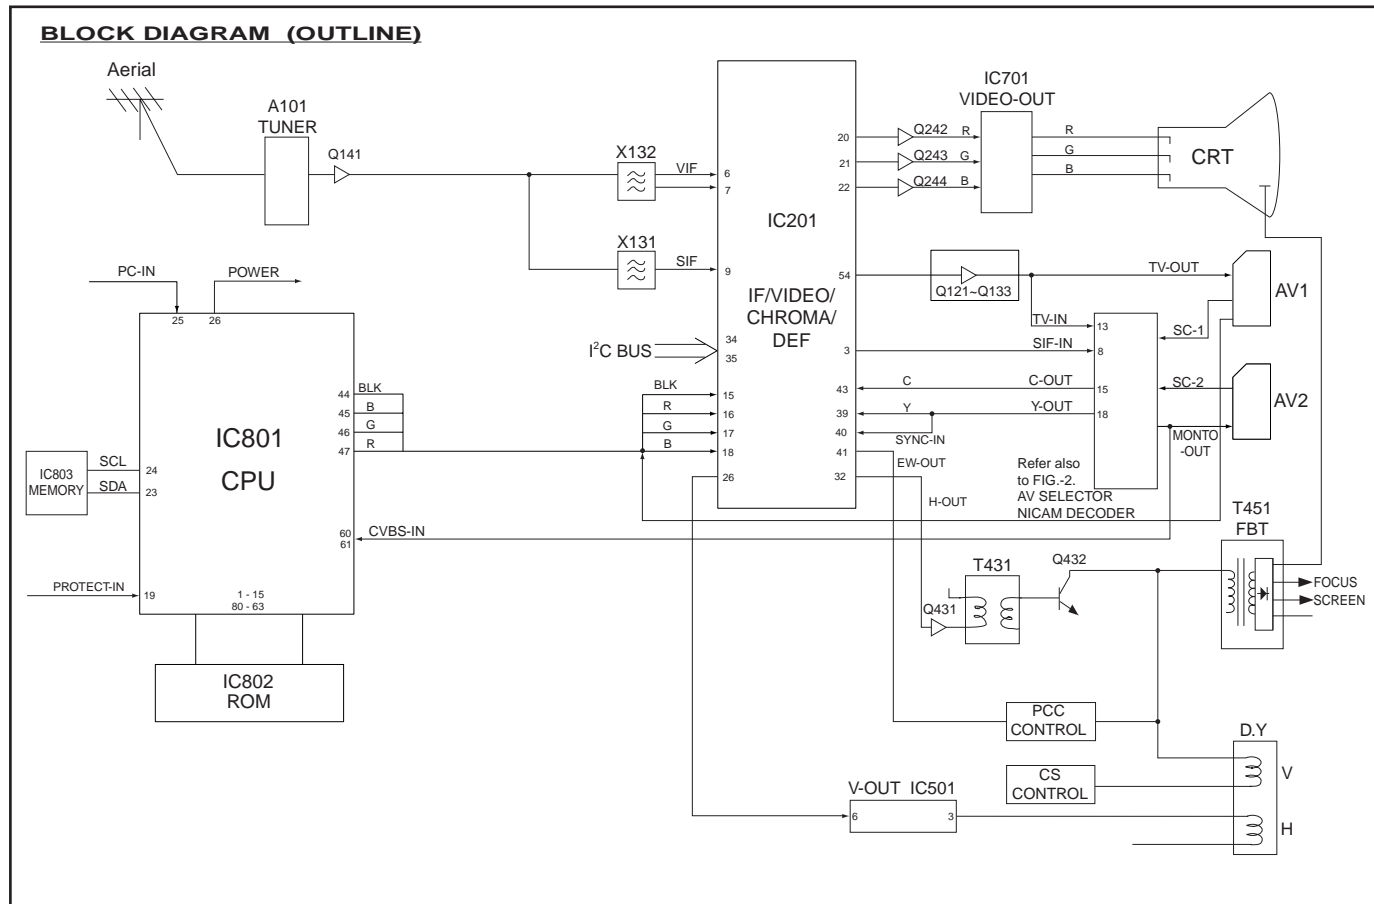 BLOCK DIAGRAM (OUTLINE)
Aerial
A101
TUNER
Q141
X132
VIF
X131
SIF
6
7
9
IC201
IF/VIDEO/
CHROMA/
DEF
20
21
22
Q242
Q243
Q244
R
G
B
IC701
VIDEO-OUT
R
G
B
CRT
54
Q121~Q133
TV-OUT
AV1
TV-IN
13
SC-1
3
SIF-IN
8
43
C
C-OUT
15
SC-2
AV2
39
Y
Y-OUT
18
40
SYNC-IN
MONTO
-OUT
41
EW-OUT
32
H-OUT
Refer also
to FIG.-2.
AV SELECTOR
NICAM DECODER
I²C BUS
34
35
BLK
15
R
16
G
17
B
18
26
PC-IN
POWER
25
26
IC801
CPU
44
BLK
45
B
46
G
47
R
IC803
MEMORY
SCL
24
SDA
23
60
61
CVBS-IN
PROTECT-IN
19
1 - 15
80 - 63
IC802
ROM
Q431
T431
Q432
T451
FBT
FOCUS
SCREEN
PCC
CONTROL
CS
CONTROL
D.Y
V
H
V-OUT IC501
6
3